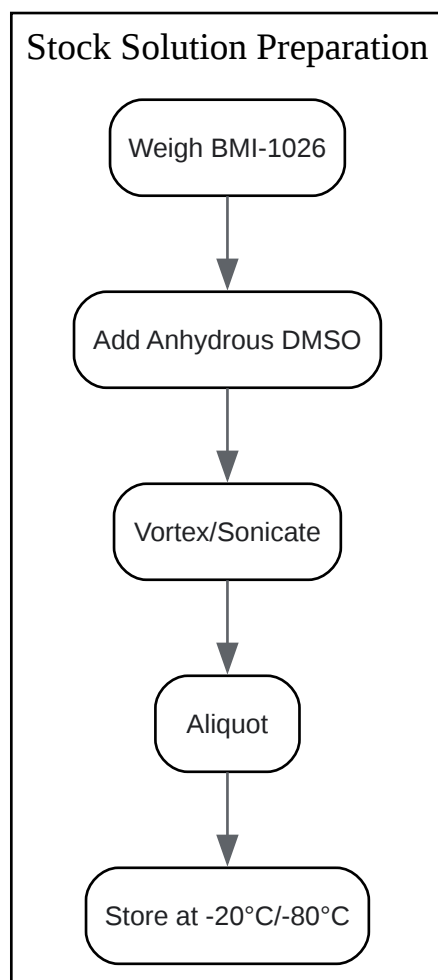 Stock Solution Preparation
Weigh BMI-1026
Add Anhydrous DMSO
Vortex/Sonicate
Aliquot
Store at -20°C/-80°C